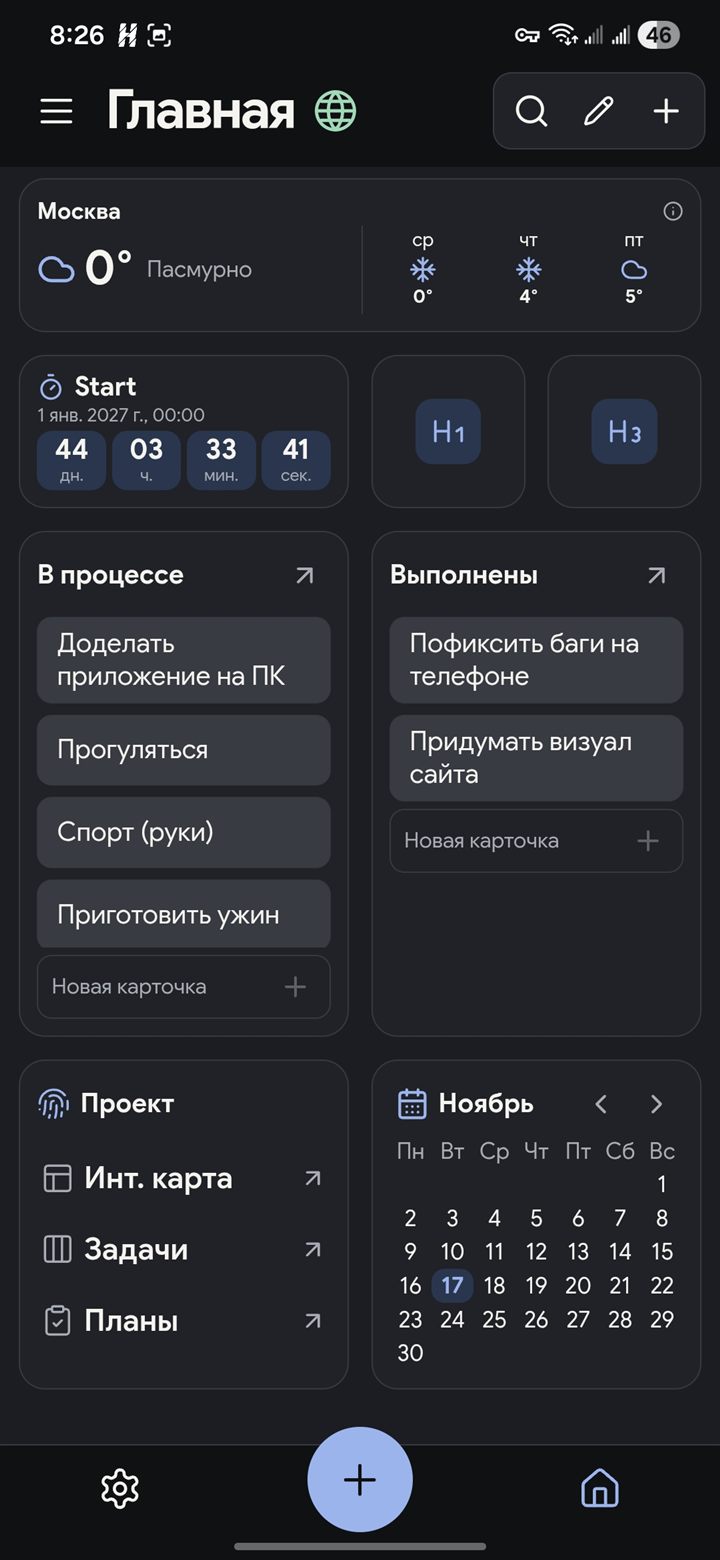 8:26
46
Главная
Москва
0° Пасмурно
ср чт пт
0° 4° 5°
Start
1 янв. 2027 г., 00:00
44 03 33 41
дн. ч. мин. сек.
H1
H3
В процессе
Доделать
приложение на ПК
Прогуляться
Спорт (руки)
Приготовить ужин
Новая карточка
Выполнены
Пофиксить баги на
телефоне
Придумать визуал
сайта
Новая карточка
Проект
Инт. карта
Задачи
Планы
Ноябрь
Пн Вт Ср Чт Пт Сб Вс
1
2 3 4 5 6 7 8
9 10 11 12 13 14 15
16 17 18 19 20 21 22
23 24 25 26 27 28 29
30